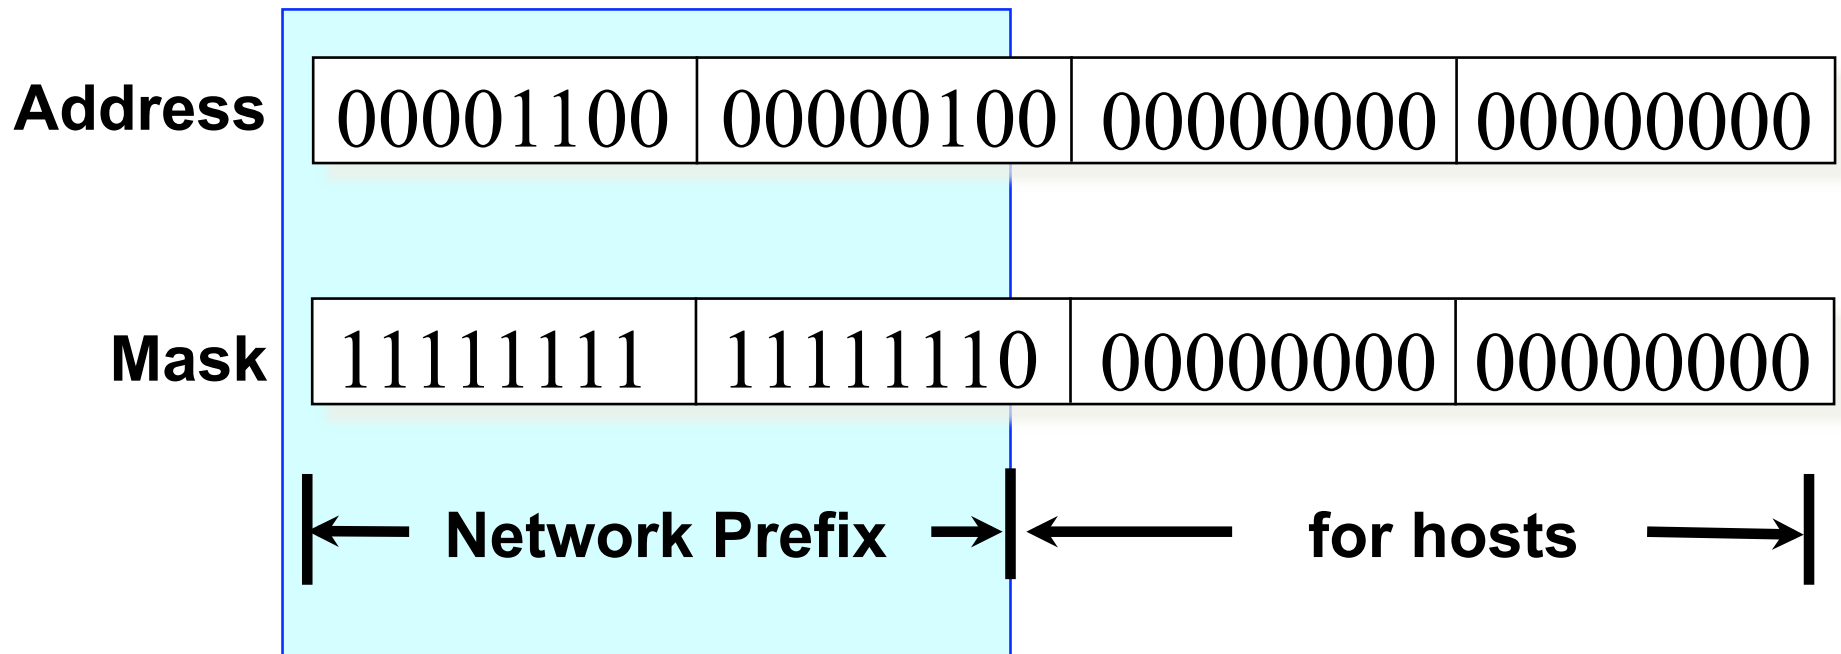 Address 00001100 00000100 00000000 00000000
Mask 11111111 11111110 00000000 00000000
Network Prefix for hosts